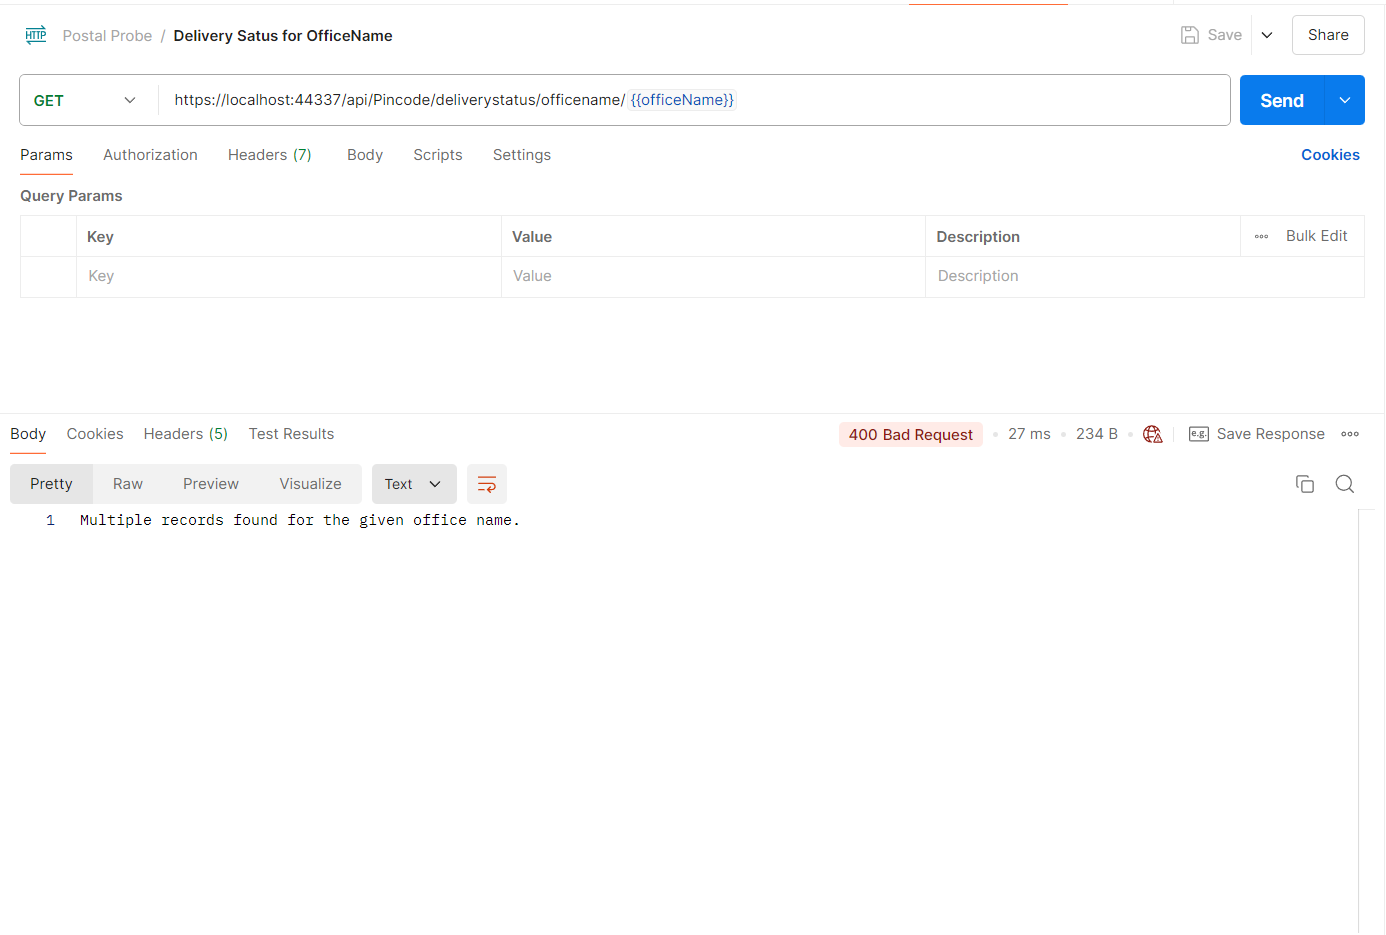 HTTP Postal Probe / Delivery Satus for OfficeName Save Share
GET https://localhost:44337/api/Pincode/deliverystatus/officename/ {{officeName}} Send
Params Authorization Headers (7) Body Scripts Settings Cookies
Query Params
Key Value Description Bulk Edit
Key Value Description
Body Cookies Headers (5) Test Results 400 Bad Request 27 ms 234 B e.g. Save Response
Pretty Raw Preview Visualize Text
1 Multiple records found for the given office name.